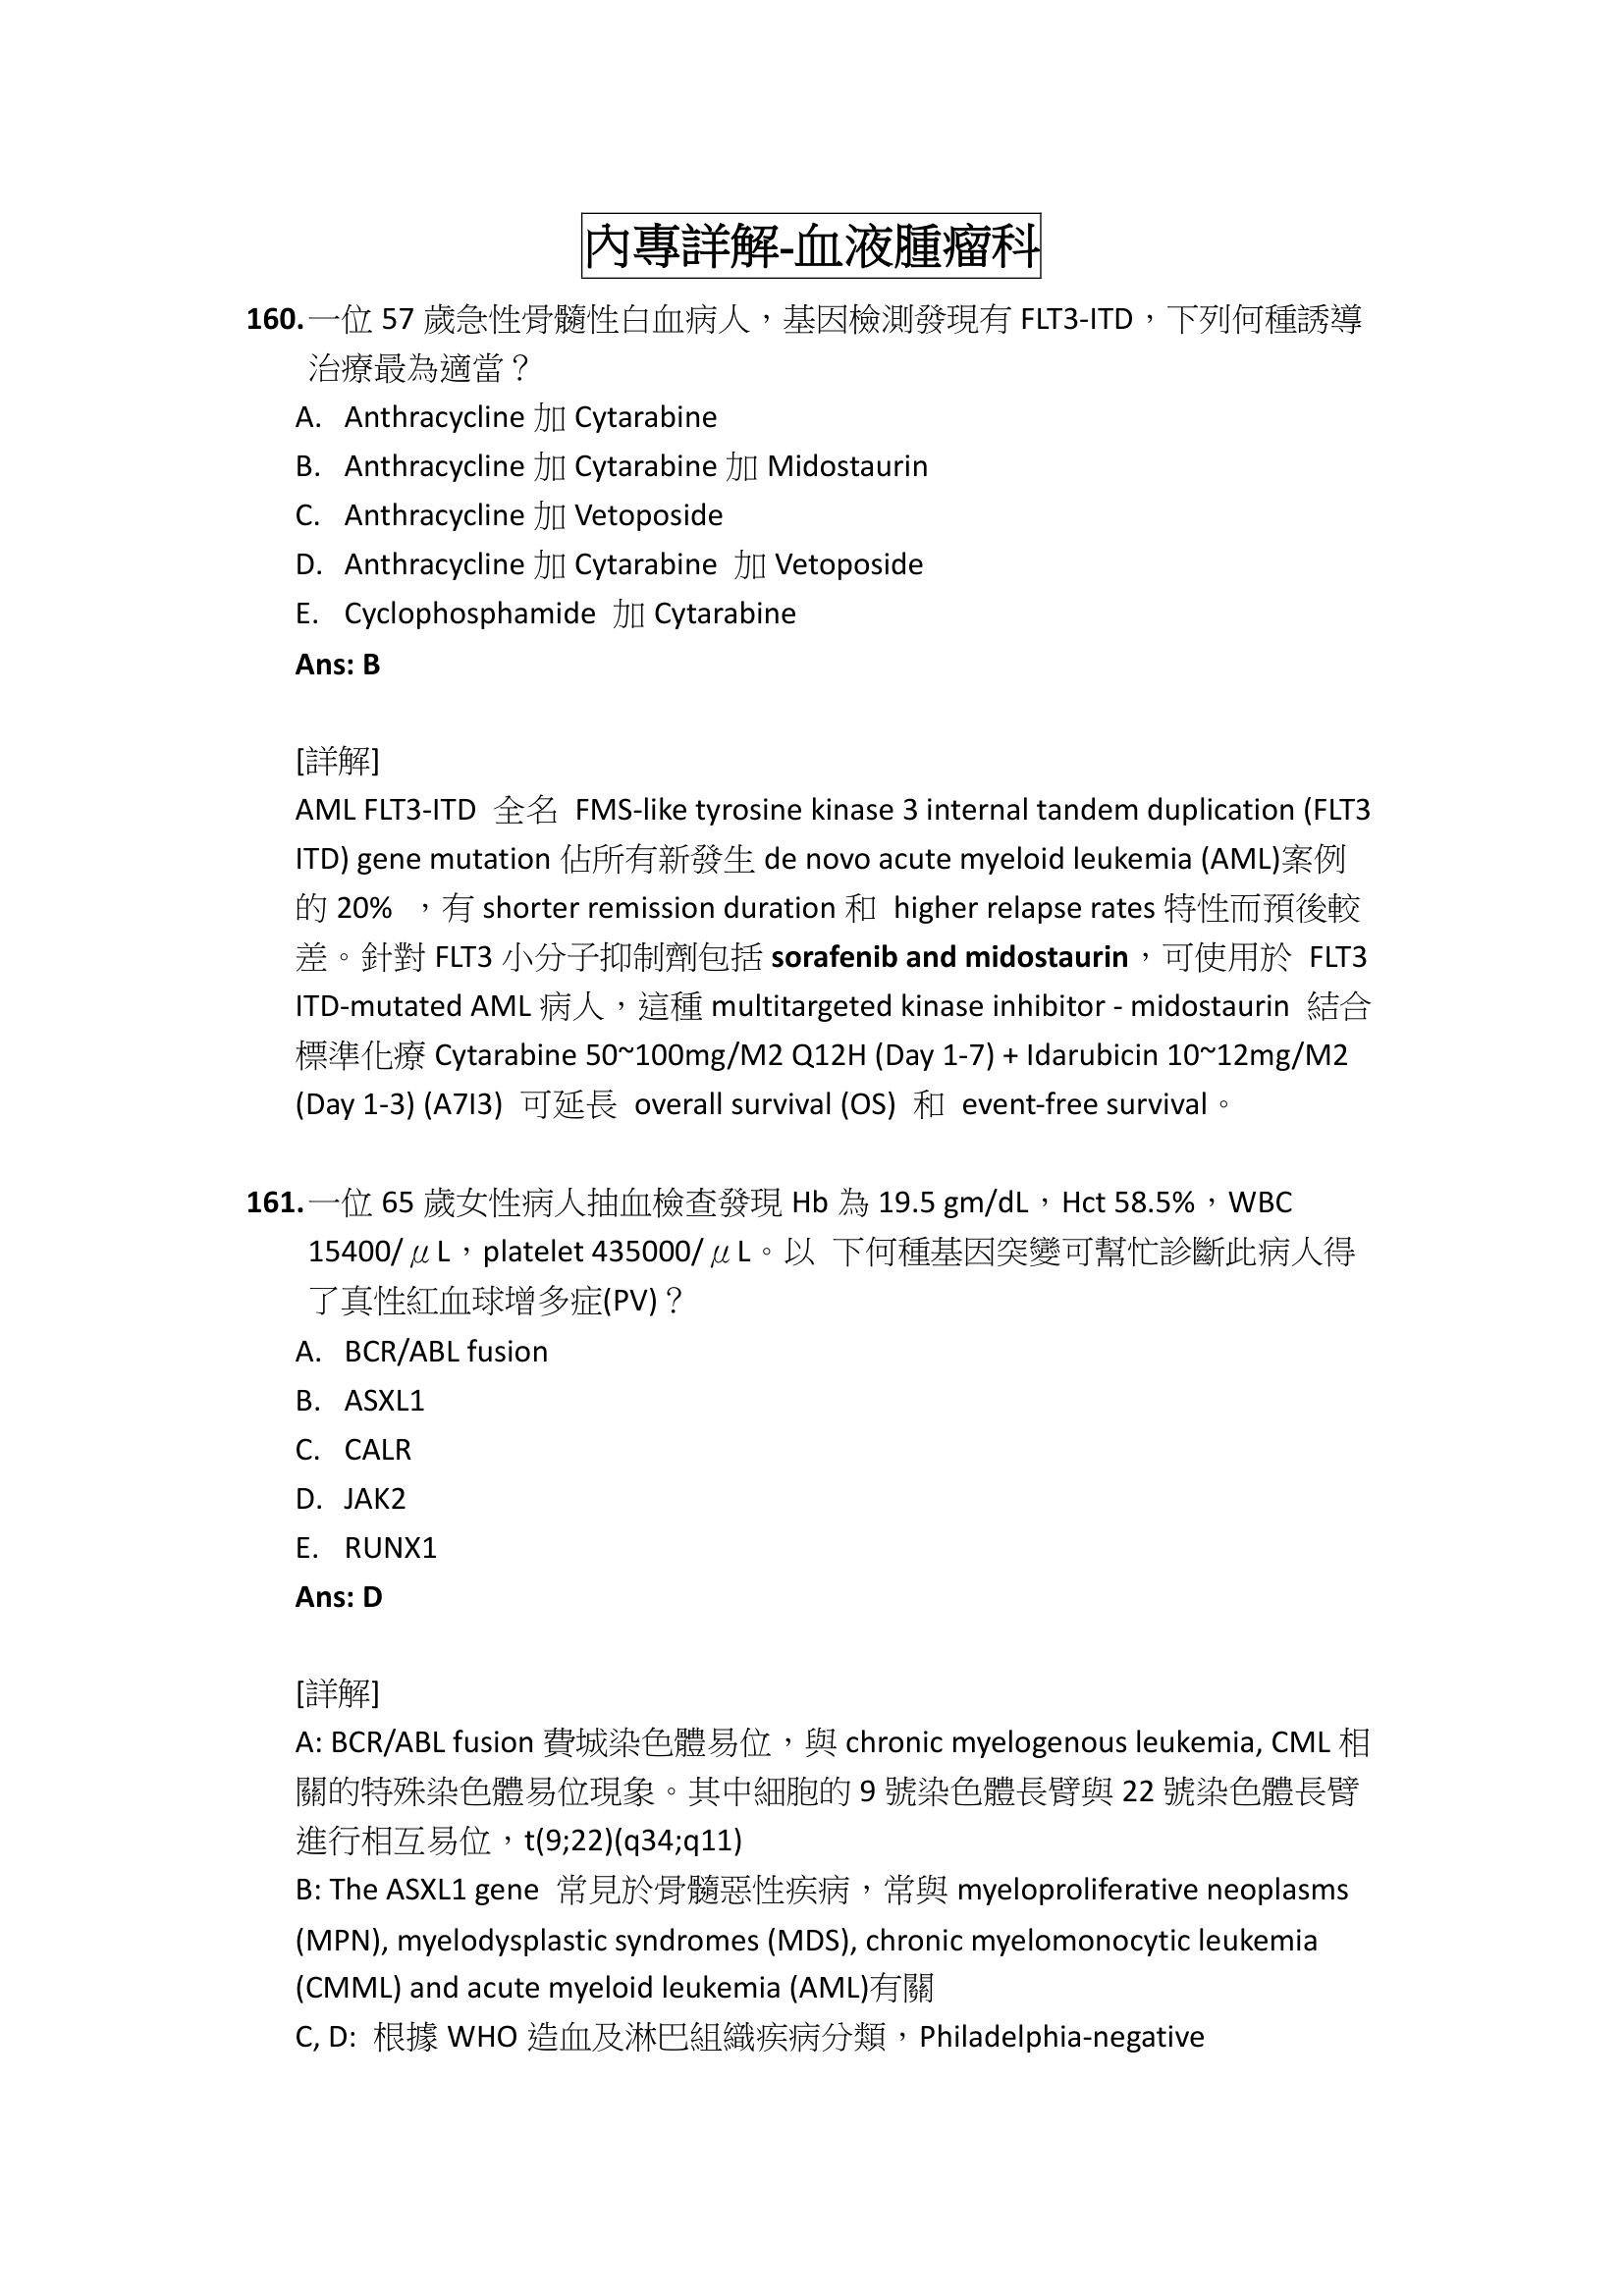 內專詳解-血液腫瘤科
160. 一位 57 歲急性骨髓性白血病人，基因檢測發現有 FLT3-ITD，下列何種誘導
治療最為適當？
A. Anthracycline 加 Cytarabine
B. Anthracycline 加 Cytarabine 加 Midostaurin
C. Anthracycline 加 Vetoposide
D. Anthracycline 加 Cytarabine 加 Vetoposide
E. Cyclophosphamide 加 Cytarabine
Ans: B
[詳解]
AML FLT3-ITD 全名 FMS-like tyrosine kinase 3 internal tandem duplication (FLT3
ITD) gene mutation 佔所有新發生 de novo acute myeloid leukemia (AML)案例
的 20% ，有 shorter remission duration 和 higher relapse rates 特性而預後較
差。針對 FLT3 小分子抑制劑包括 sorafenib and midostaurin，可使用於 FLT3
ITD-mutated AML 病人，這種 multitargeted kinase inhibitor - midostaurin 結合
標準化療 Cytarabine 50~100mg/M2 Q12H (Day 1-7) + Idarubicin 10~12mg/M2
(Day 1-3) (A7I3) 可延長 overall survival (OS) 和 event-free survival。
161. 一位 65 歲女性病人抽血檢查發現 Hb 為 19.5 gm/dL，Hct 58.5%，WBC
15400/μL，platelet 435000/μL。以 下何種基因突變可幫忙診斷此病人得
了真性紅血球增多症(PV)？
A. BCR/ABL fusion
B. ASXL1
C. CALR
D. JAK2
E. RUNX1
Ans: D
[詳解]
A: BCR/ABL fusion 費城染色體易位，與 chronic myelogenous leukemia, CML 相
關的特殊染色體易位現象。其中細胞的 9 號染色體長臂與 22 號染色體長臂
進行相互易位，t(9;22)(q34;q11)
B: The ASXL1 gene 常見於骨髓惡性疾病，常與 myeloproliferative neoplasms
(MPN), myelodysplastic syndromes (MDS), chronic myelomonocytic leukemia
(CMML) and acute myeloid leukemia (AML)有關
C, D: 根據 WHO 造血及淋巴組織疾病分類，Philadelphia-negative